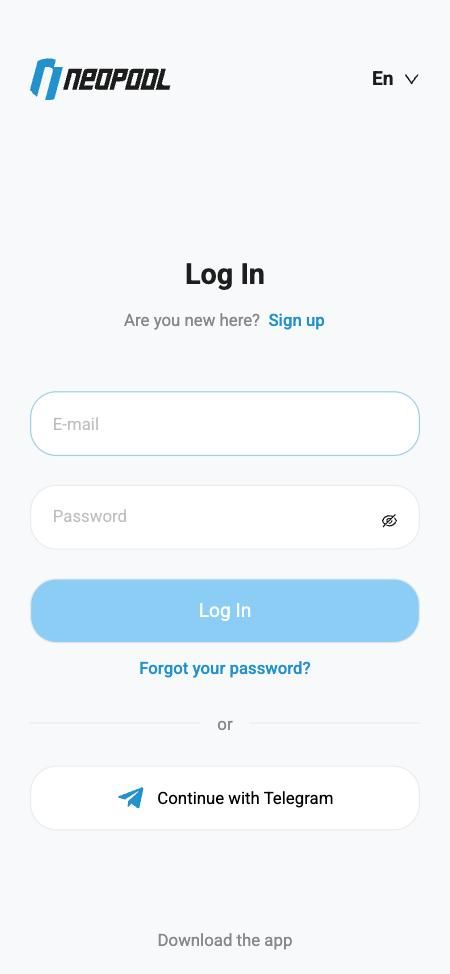 NEOPOOL
En
Log In
Are you new here? Sign up
E-mail
Password
Log In
Forgot your password?
or
Continue with Telegram
Download the app